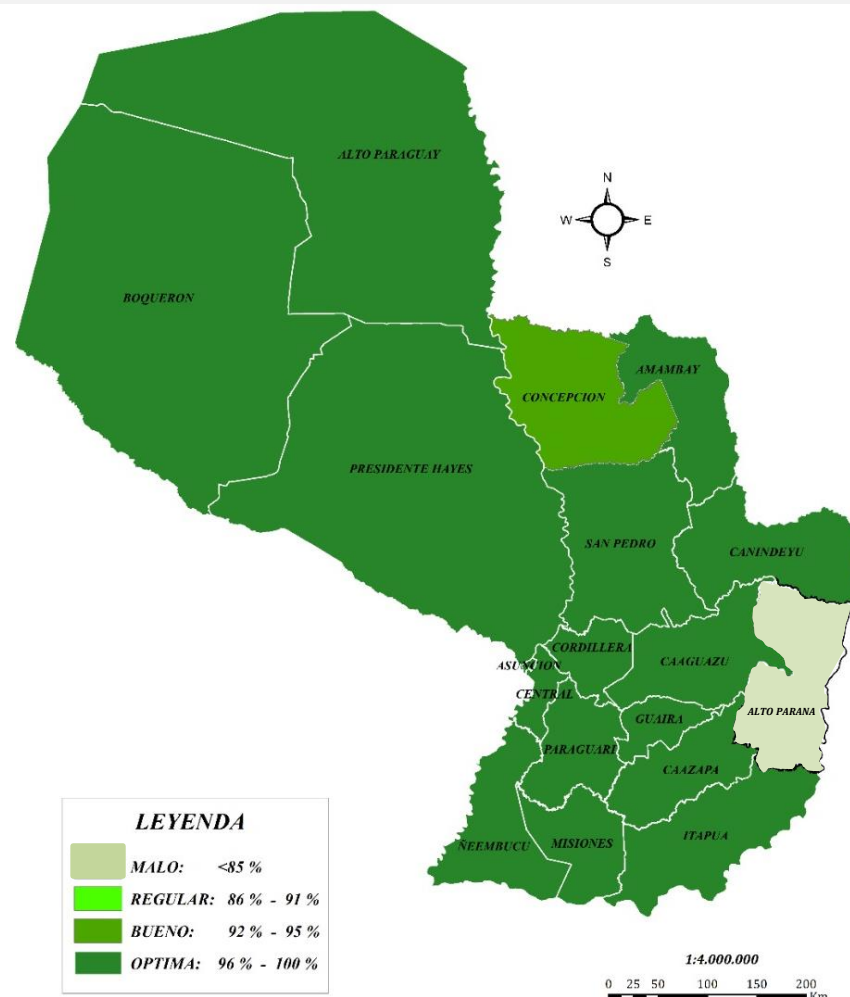 ALTO PARAGUAY
N
W E
S
BOQUERON
AMAMBAY
CONCEPCION
PRESIDENTE HAYES
SAN PEDRO
CANINDEYU
CORDILLERA
ASUNCION
CAAGUAZU
CENTRAL
ALTO PARANA
GUAIRA
PARAGUARI
CAAZAPA
ITAPUA
ÑEEMBUCU
MISIONES
LEYENDA
MALO: <85 %
REGULAR: 86 % - 91 %
BUENO: 92 % - 95 %
OPTIMA: 96 % - 100 %
1:4.000.000
0 25 50 100 150 200
Km